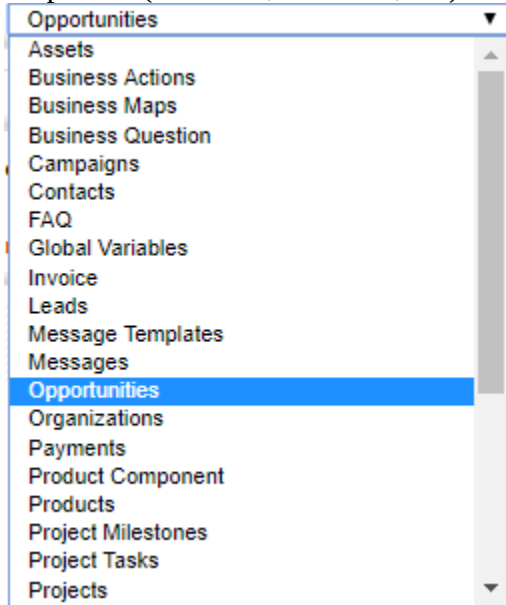 Opportunities
Assets
Business Actions
Business Maps
Business Question
Campaigns
Contacts
FAQ
Global Variables
Invoice
Leads
Message Templates
Messages
Opportunities
Organizations
Payments
Product Component
Products
Project Milestones
Project Tasks
Projects